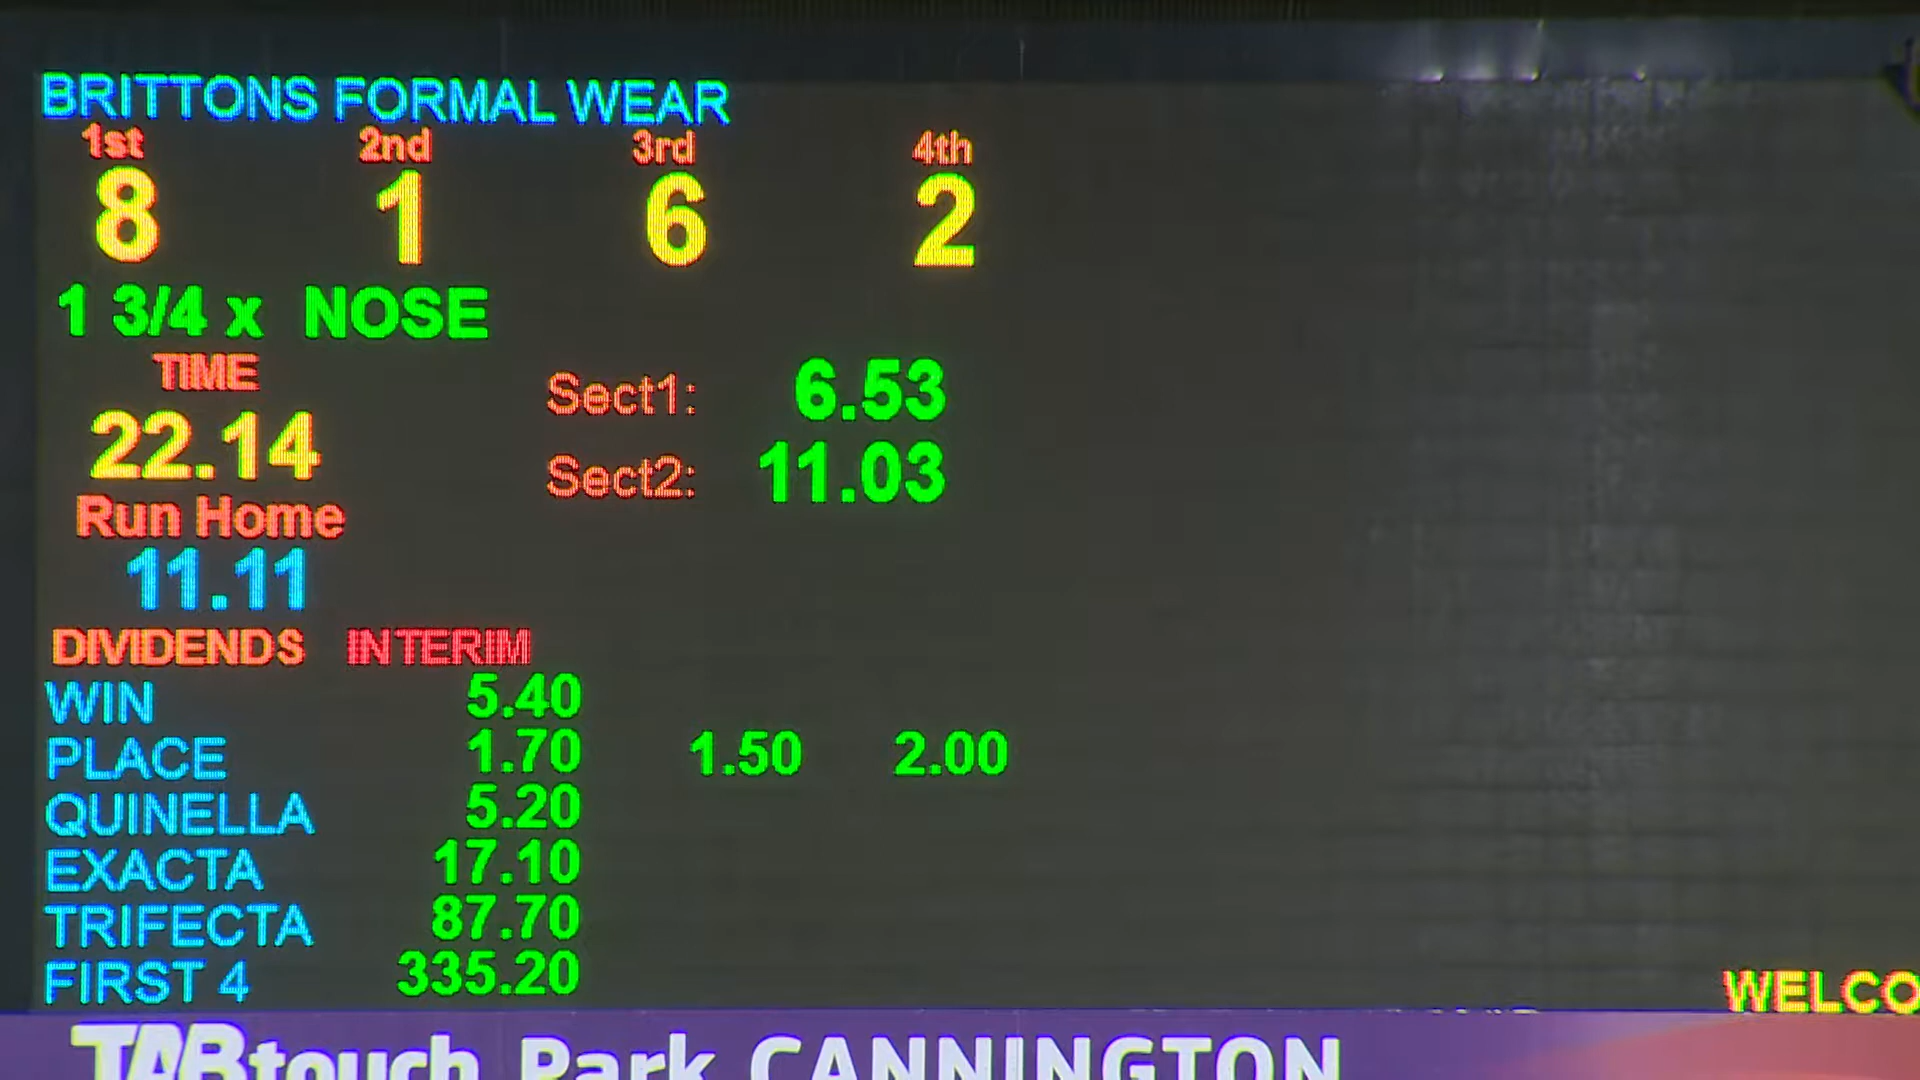 BRITTONS FORMAL WEAR
1st 2nd 3rd 4th
8 1 6 2
1 3/4 x NOSE
TIME
22.14
Sect1: 6.53
Sect2: 11.03
Run Home
11.11
DIVIDENDS INTERIM
WIN 5.40
PLACE 1.70 1.50 2.00
QUINELLA 5.20
EXACTA 17.10
TRIFECTA 87.70
FIRST 4 335.20
WELCO
TABtouch Park CANNINGTON